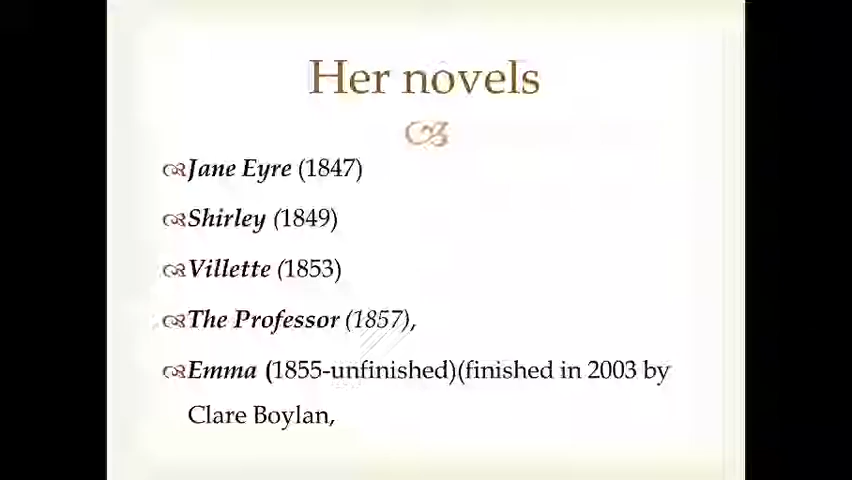 Her novels
Jane Eyre (1847)
Shirley (1849)
Villette (1853)
The Professor (1857),
Emma (1855-unfinished)(finished in 2003 by
Clare Boylan,